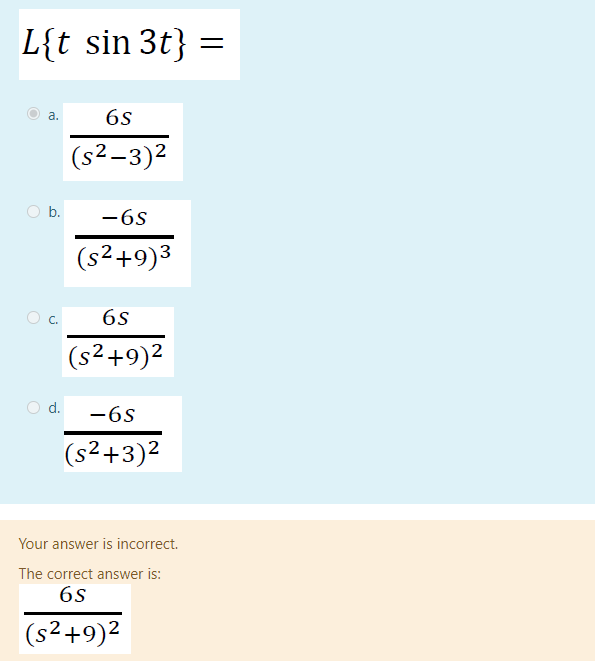 L{t sin 3t} =
a.
6s
(s²−3)²
b.
−6s
(s²+9)³
c.
6s
(s²+9)²
d.
−6s
(s²+3)²
Your answer is incorrect.
The correct answer is:
6s
(s²+9)²